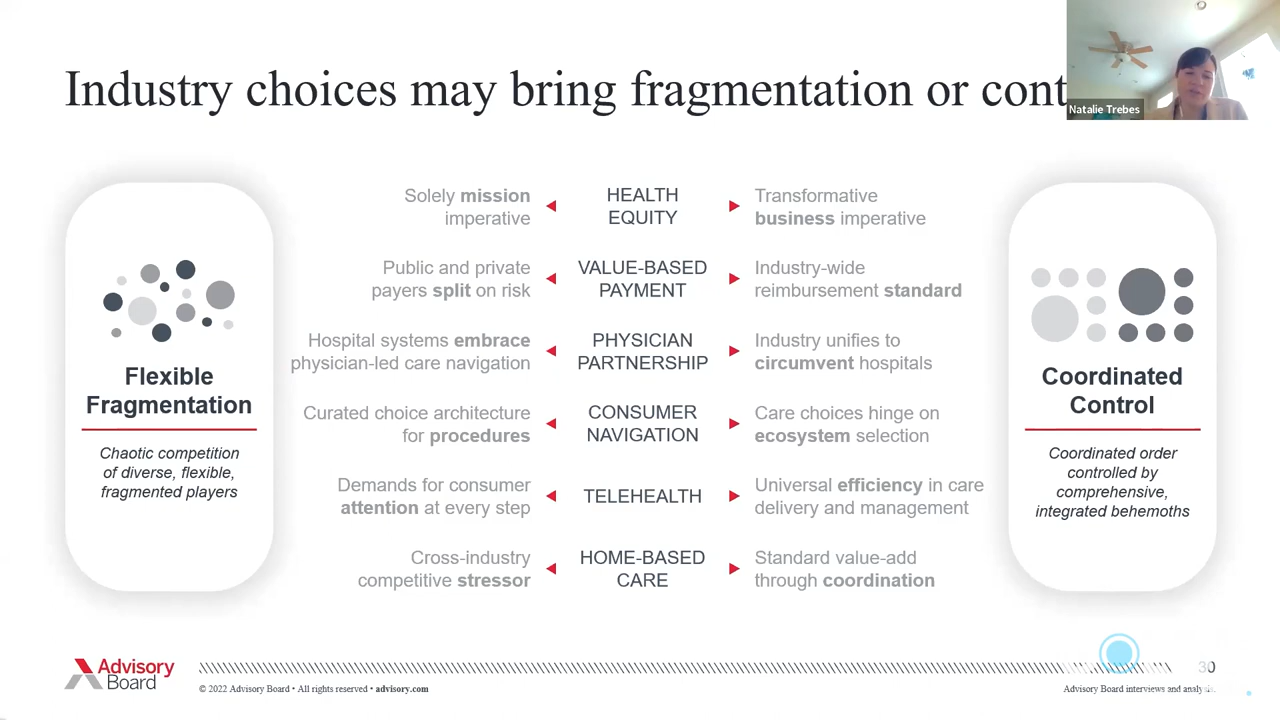 Industry choices may bring fragmentation or cont
Natalie Trebes
Flexible
Fragmentation
Chaotic competition
of diverse, flexible,
fragmented players
Solely mission
imperative
HEALTH
EQUITY
Transformative
business imperative
Public and private
payers split on risk
VALUE-BASED
PAYMENT
Industry-wide
reimbursement standard
Hospital systems embrace
physician-led care navigation
PHYSICIAN
PARTNERSHIP
Industry unifies to
circumvent hospitals
Curated choice architecture
for procedures
CONSUMER
NAVIGATION
Care choices hinge on
ecosystem selection
Demands for consumer
attention at every step
TELEHEALTH
Universal efficiency in care
delivery and management
Cross-industry
competitive stressor
HOME-BASED
CARE
Standard value-add
through coordination
Coordinated
Control
Coordinated order
controlled by
comprehensive,
integrated behemoths
Advisory
Board
© 2022 Advisory Board • All rights reserved • advisory.com
30
Advisory Board interviews and analysis.